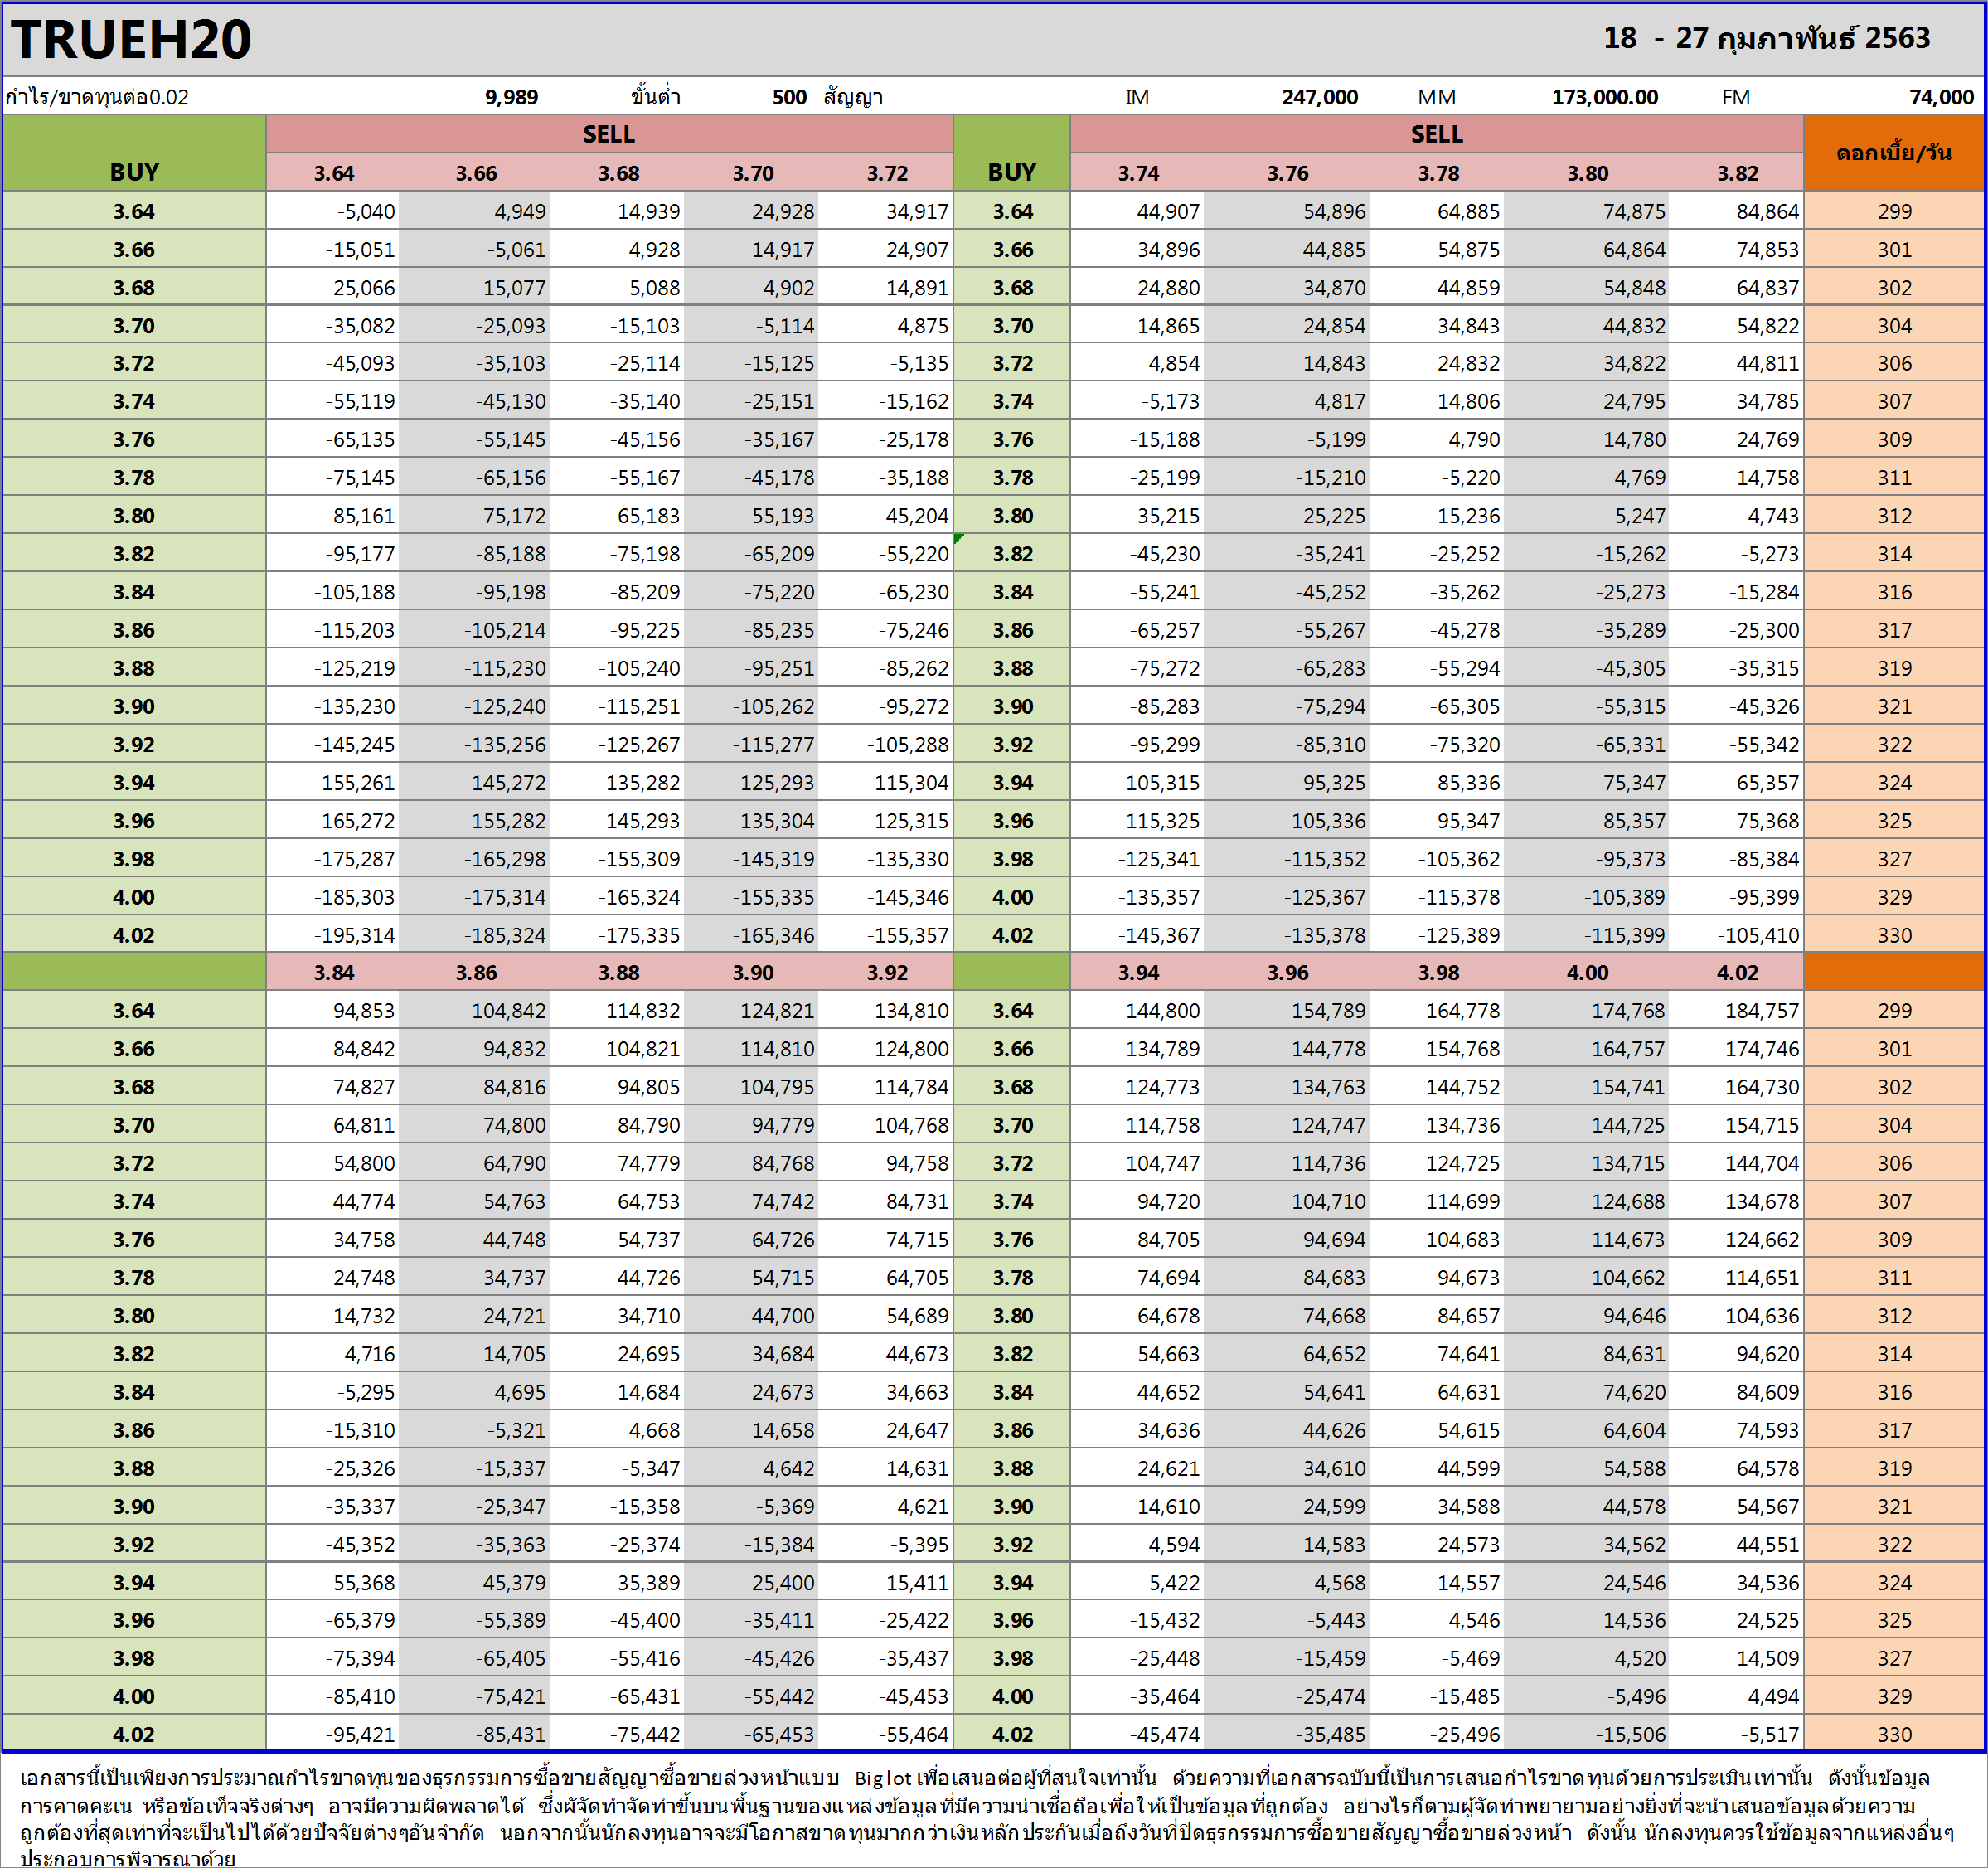 TRUEH20 18 - 27 กุมภาพันธ์ 2563
กำไร/ขาดทุนต่อ0.02 9,989 ขั้นต่ำ 500 สัญญา IM 247,000 MM 173,000.00 FM 74,000
SELL SELL ดอกเบี้ย/วัน
BUY 3.64 3.66 3.68 3.70 3.72 BUY 3.74 3.76 3.78 3.80 3.82
3.64 -5,040 4,949 14,939 24,928 34,917 3.64 44,907 54,896 64,885 74,875 84,864 299
3.66 -15,051 -5,061 4,928 14,917 24,907 3.66 34,896 44,885 54,875 64,864 74,853 301
3.68 -25,066 -15,077 -5,088 4,902 14,891 3.68 24,880 34,870 44,859 54,848 64,837 302
3.70 -35,082 -25,093 -15,103 -5,114 4,875 3.70 14,865 24,854 34,843 44,832 54,822 304
3.72 -45,093 -35,103 -25,114 -15,125 -5,135 3.72 4,854 14,843 24,832 34,822 44,811 306
3.74 -55,119 -45,130 -35,140 -25,151 -15,162 3.74 -5,173 4,817 14,806 24,795 34,785 307
3.76 -65,135 -55,145 -45,156 -35,167 -25,178 3.76 -15,188 -5,199 4,790 14,780 24,769 309
3.78 -75,145 -65,156 -55,167 -45,178 -35,188 3.78 -25,199 -15,210 -5,220 4,769 14,758 311
3.80 -85,161 -75,172 -65,183 -55,193 -45,204 3.80 -35,215 -25,225 -15,236 -5,247 4,743 312
3.82 -95,177 -85,188 -75,198 -65,209 -55,220 3.82 -45,230 -35,241 -25,252 -15,262 -5,273 314
3.84 -105,188 -95,198 -85,209 -75,220 -65,230 3.84 -55,241 -45,252 -35,262 -25,273 -15,284 316
3.86 -115,203 -105,214 -95,225 -85,235 -75,246 3.86 -65,257 -55,267 -45,278 -35,289 -25,300 317
3.88 -125,219 -115,230 -105,240 -95,251 -85,262 3.88 -75,272 -65,283 -55,294 -45,305 -35,315 319
3.90 -135,230 -125,240 -115,251 -105,262 -95,272 3.90 -85,283 -75,294 -65,305 -55,315 -45,326 321
3.92 -145,245 -135,256 -125,267 -115,277 -105,288 3.92 -95,299 -85,310 -75,320 -65,331 -55,342 322
3.94 -155,261 -145,272 -135,282 -125,293 -115,304 3.94 -105,315 -95,325 -85,336 -75,347 -65,357 324
3.96 -165,272 -155,282 -145,293 -135,304 -125,315 3.96 -115,325 -105,336 -95,347 -85,357 -75,368 325
3.98 -175,287 -165,298 -155,309 -145,319 -135,330 3.98 -125,341 -115,352 -105,362 -95,373 -85,384 327
4.00 -185,303 -175,314 -165,324 -155,335 -145,346 4.00 -135,357 -125,367 -115,378 -105,389 -95,399 329
4.02 -195,314 -185,324 -175,335 -165,346 -155,357 4.02 -145,367 -135,378 -125,389 -115,399 -105,410 330
3.84 3.86 3.88 3.90 3.92 3.94 3.96 3.98 4.00 4.02
3.64 94,853 104,842 114,832 124,821 134,810 3.64 144,800 154,789 164,778 174,768 184,757 299
3.66 84,842 94,832 104,821 114,810 124,800 3.66 134,789 144,778 154,768 164,757 174,746 301
3.68 74,827 84,816 94,805 104,795 114,784 3.68 124,773 134,763 144,752 154,741 164,730 302
3.70 64,811 74,800 84,790 94,779 104,768 3.70 114,758 124,747 134,736 144,725 154,715 304
3.72 54,800 64,790 74,779 84,768 94,758 3.72 104,747 114,736 124,725 134,715 144,704 306
3.74 44,774 54,763 64,753 74,742 84,731 3.74 94,720 104,710 114,699 124,688 134,678 307
3.76 34,758 44,748 54,737 64,726 74,715 3.76 84,705 94,694 104,683 114,673 124,662 309
3.78 24,748 34,737 44,726 54,715 64,705 3.78 74,694 84,683 94,673 104,662 114,651 311
3.80 14,732 24,721 34,710 44,700 54,689 3.80 64,678 74,668 84,657 94,646 104,636 312
3.82 4,716 14,705 24,695 34,684 44,673 3.82 54,663 64,652 74,641 84,631 94,620 314
3.84 -5,295 4,695 14,684 24,673 34,663 3.84 44,652 54,641 64,631 74,620 84,609 316
3.86 -15,310 -5,321 4,668 14,658 24,647 3.86 34,636 44,626 54,615 64,604 74,593 317
3.88 -25,326 -15,337 -5,347 4,642 14,631 3.88 24,621 34,610 44,599 54,588 64,578 319
3.90 -35,337 -25,347 -15,358 -5,369 4,621 3.90 14,610 24,599 34,588 44,578 54,567 321
3.92 -45,352 -35,363 -25,374 -15,384 -5,395 3.92 4,594 14,583 24,573 34,562 44,551 322
3.94 -55,368 -45,379 -35,389 -25,400 -15,411 3.94 -5,422 4,568 14,557 24,546 34,536 324
3.96 -65,379 -55,389 -45,400 -35,411 -25,422 3.96 -15,432 -5,443 4,546 14,536 24,525 325
3.98 -75,394 -65,405 -55,416 -45,426 -35,437 3.98 -25,448 -15,459 -5,469 4,520 14,509 327
4.00 -85,410 -75,421 -65,431 -55,442 -45,453 4.00 -35,464 -25,474 -15,485 -5,496 4,494 329
4.02 -95,421 -85,431 -75,442 -65,453 -55,464 4.02 -45,474 -35,485 -25,496 -15,506 -5,517 330
เอกสารนี้เป็นเพียงการประมาณกำไรขาดทุนของธุรกรรมการซื้อขายสัญญาซื้อขายล่วงหน้าแบบ Big lot เพื่อเสนอต่อผู้ที่สนใจเท่านั้น ด้วยความที่เอกสารฉบับนี้เป็นการเสนอกำไรขาดทุนด้วยการประเมินเท่านั้น ดังนั้นข้อมูล
การคาดคะเน หรือข้อเท็จจริงต่างๆ อาจมีความผิดพลาดได้ ซึ่งผัจัดทำจัดทำขึ้นบนพื้นฐานของแหล่งข้อมูลที่มีความน่าเชื่อถือเพื่อให้เป็นข้อมูลที่ถูกต้อง อย่างไรก็ตามผู้จัดทำพยายามอย่างยิ่งที่จะนำเสนอข้อมูลด้วยความ
ถูกต้องที่สุดเท่าที่จะเป็นไปได้ด้วยปัจจัยต่างๆอันจำกัด นอกจากนั้นนักลงทุนอาจจะมีโอกาสขาดทุนมากกว่าเงินหลักประกันเมื่อถึงวันที่ปิดธุรกรรมการซื้อขายสัญญาซื้อขายล่วงหน้า ดังนั้น นักลงทุนควรใช้ข้อมูลจากแหล่งอื่นๆ
ประกอบการพิจารณาด้วย